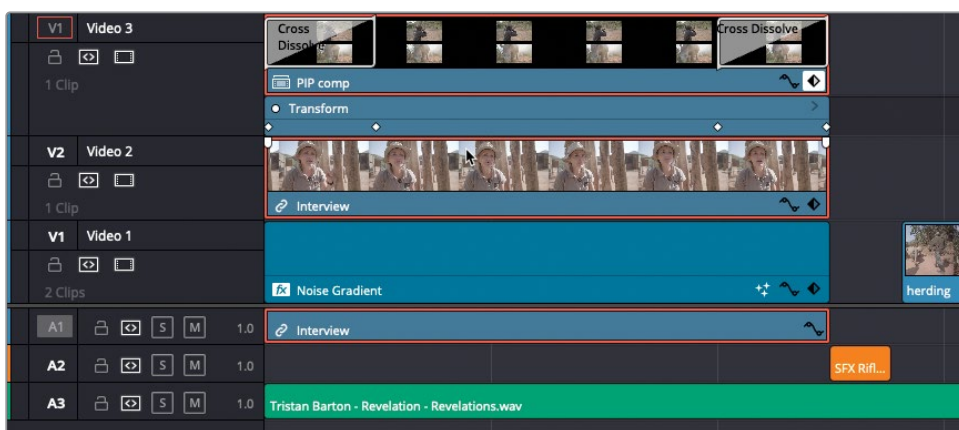 V1 Video 3
1 Clip
Cross
Dissolve
Cross Dissolve
PIP comp
Transform
V2 Video 2
1 Clip
Interview
V1 Video 1
2 Clips
fx Noise Gradient
herding
A1 S M 1.0
Interview
A2 S M 1.0
SFX Rifl...
A3 S M 1.0
Tristan Barton - Revelation - Revelations.wav